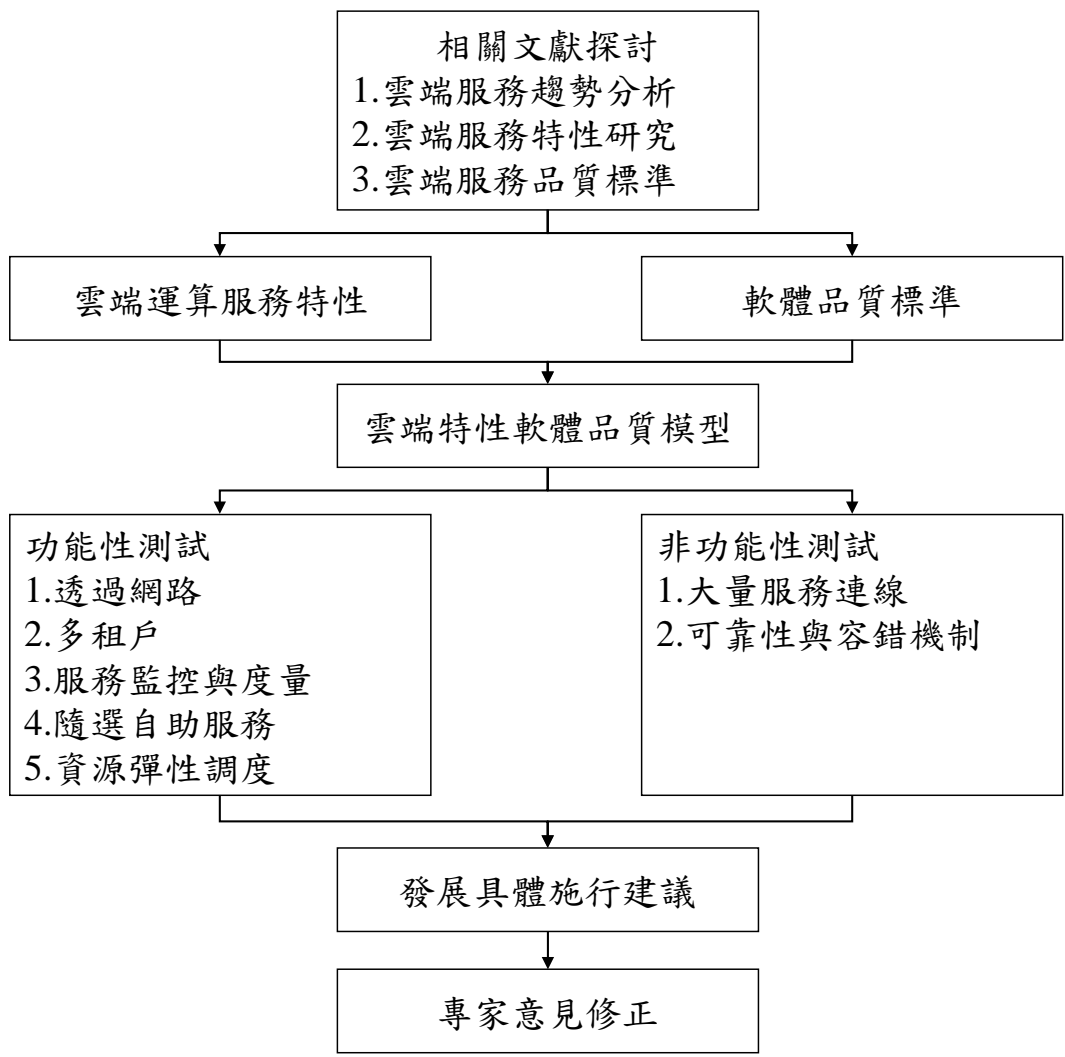 相關文獻探討
1.雲端服務趨勢分析
2.雲端服務特性研究
3.雲端服務品質標準
雲端運算服務特性
軟體品質標準
雲端特性軟體品質模型
功能性測試
1.透過網路
2.多租戶
3.服務監控與度量
4.隨選自助服務
5.資源彈性調度
非功能性測試
1.大量服務連線
2.可靠性與容錯機制
發展具體施行建議
專家意見修正